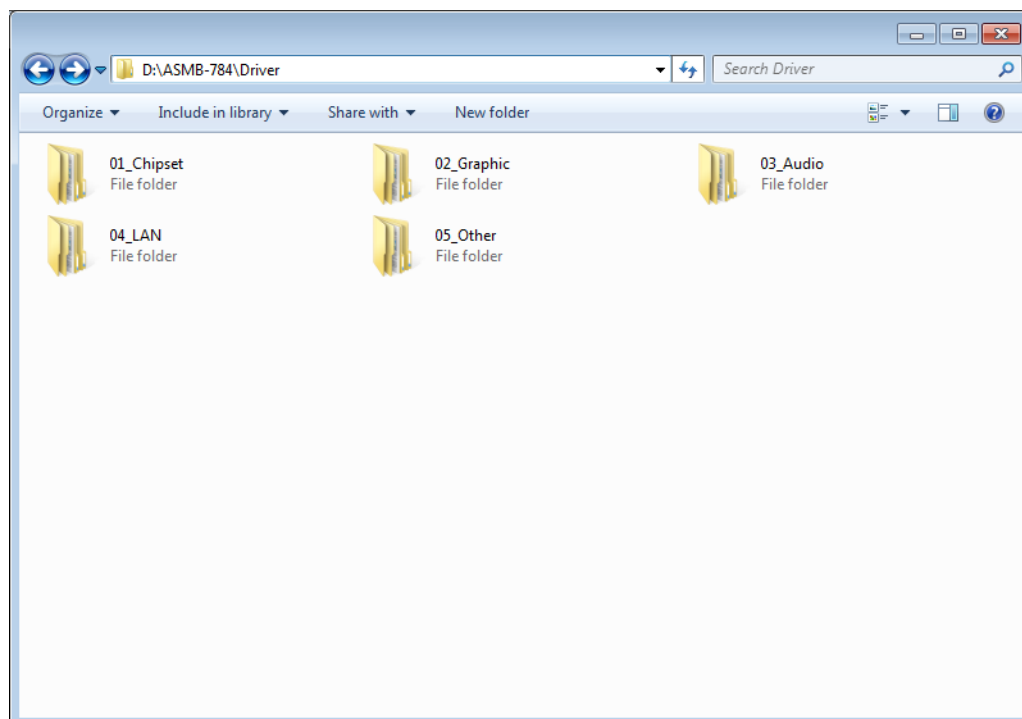 D:\ASMB-784\Driver
Search Driver
Organize
Include in library
Share with
New folder
01_Chipset
File folder
02_Graphic
File folder
03_Audio
File folder
04_LAN
File folder
05_Other
File folder